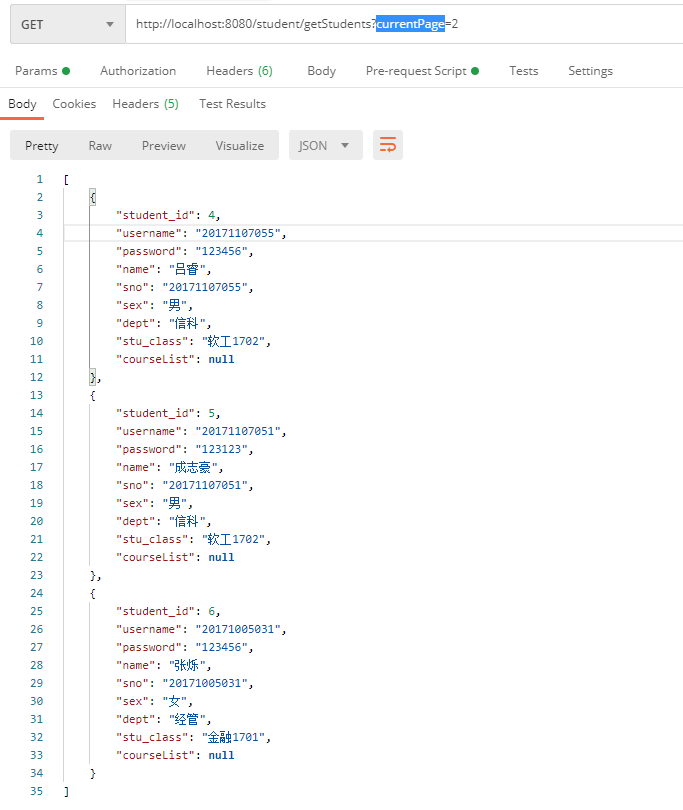 GET http://localhost:8080/student/getStudents?currentPage=2
Params Authorization Headers (6) Body Pre-request Script Tests Settings
Body Cookies Headers (5) Test Results
Pretty Raw Preview Visualize JSON
1 [
2 {
3 "student_id": 4,
4 "username": "20171107055",
5 "password": "123456",
6 "name": "吕睿",
7 "sno": "20171107055",
8 "sex": "男",
9 "dept": "信科",
10 "stu_class": "软工1702",
11 "courseList": null
12 },
13 {
14 "student_id": 5,
15 "username": "20171107051",
16 "password": "123123",
17 "name": "成志豪",
18 "sno": "20171107051",
19 "sex": "男",
20 "dept": "信科",
21 "stu_class": "软工1702",
22 "courseList": null
23 },
24 {
25 "student_id": 6,
26 "username": "20171005031",
27 "password": "123456",
28 "name": "张烁",
29 "sno": "20171005031",
30 "sex": "女",
31 "dept": "经管",
32 "stu_class": "金融1701",
33 "courseList": null
34 }
35 ]